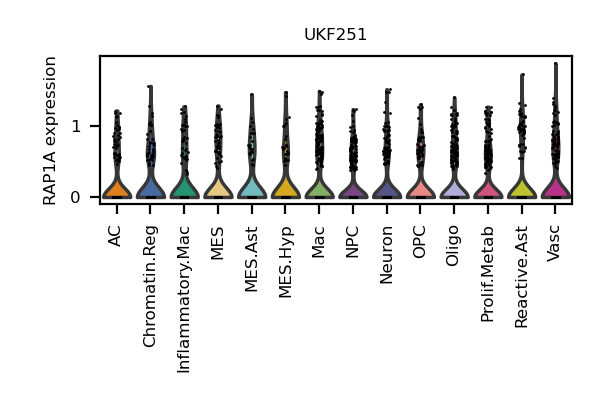 UKF251
RAP1A expression
1
0
AC
Chromatin.Reg
Inflammatory.Mac
MES
MES.Ast
MES.Hyp
Mac
NPC
Neuron
OPC
Oligo
Prolif.Metab
Reactive.Ast
Vasc